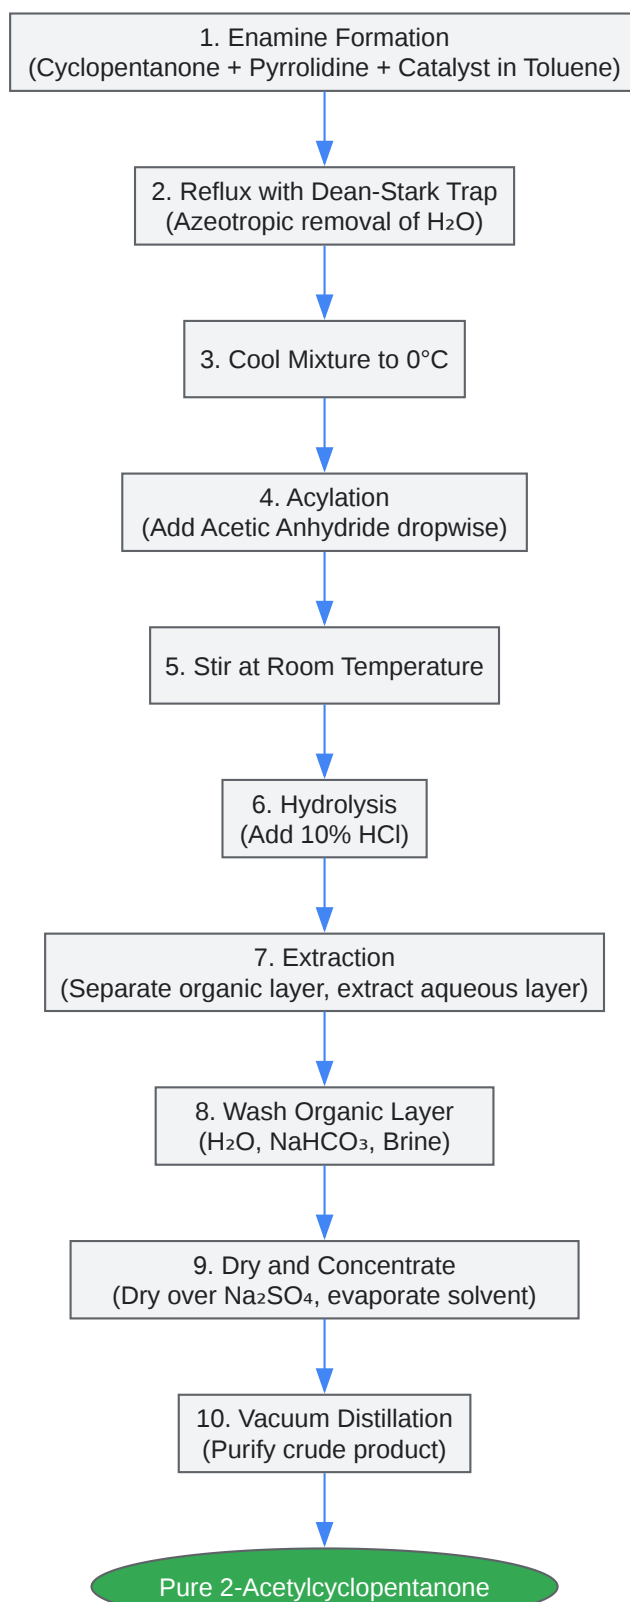 1. Enamine Formation
(Cyclopentanone + Pyrrolidine + Catalyst in Toluene)
2. Reflux with Dean-Stark Trap
(Azeotropic removal of H₂O)
3. Cool Mixture to 0°C
4. Acylation
(Add Acetic Anhydride dropwise)
5. Stir at Room Temperature
6. Hydrolysis
(Add 10% HCl)
7. Extraction
(Separate organic layer, extract aqueous layer)
8. Wash Organic Layer
(H₂O, NaHCO₃, Brine)
9. Dry and Concentrate
(Dry over Na₂SO₄, evaporate solvent)
10. Vacuum Distillation
(Purify crude product)
Pure 2-Acetylcyclopentanone